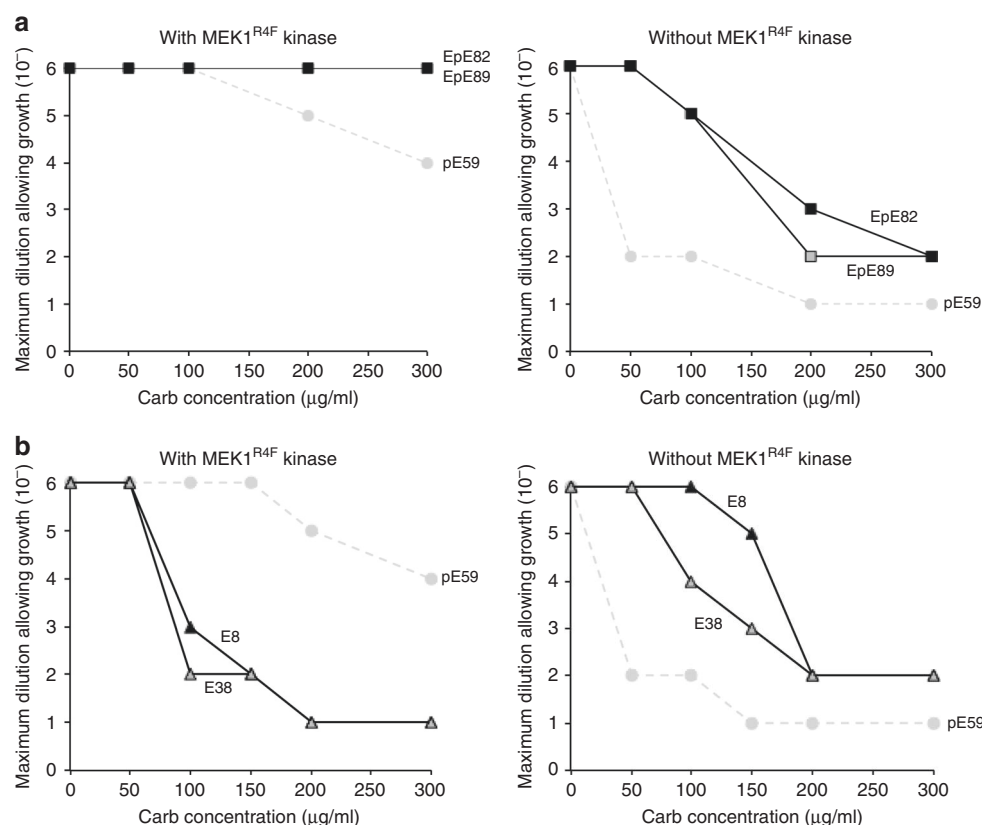 a
With MEK1R4F kinase
Maximum dilution allowing growth (10−)
6
5
4
3
2
1
0
EpE82
EpE89
pE59
0 50 100 150 200 250 300
Carb concentration (μg/ml)
Without MEK1R4F kinase
Maximum dilution allowing growth (10−)
6
5
4
3
2
1
0
EpE82
EpE89
pE59
0 50 100 150 200 250 300
Carb concentration (μg/ml)
b
With MEK1R4F kinase
Maximum dilution allowing growth (10−)
6
5
4
3
2
1
0
pE59
E8
E38
0 50 100 150 200 250 300
Carb concentration (μg/ml)
Without MEK1R4F kinase
Maximum dilution allowing growth (10−)
6
5
4
3
2
1
0
E8
E38
pE59
0 50 100 150 200 250 300
Carb concentration (μg/ml)